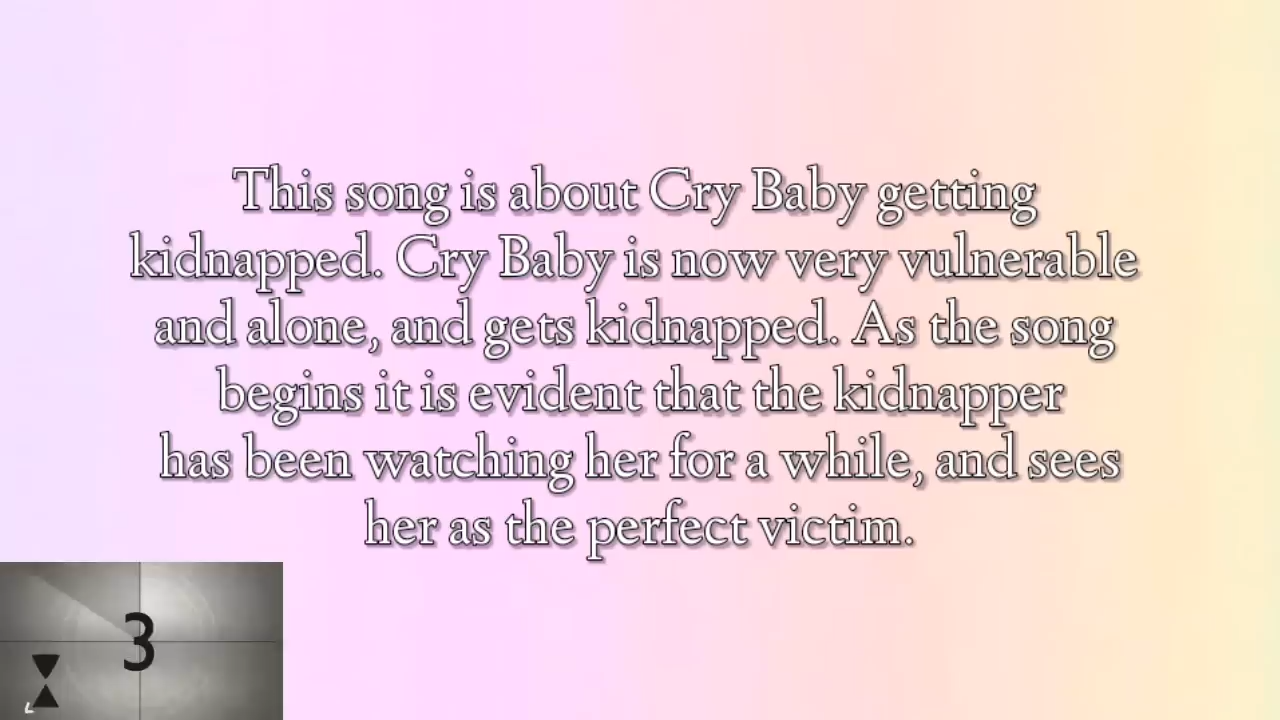 This song is about Cry Baby getting
kidnapped. Cry Baby is now very vulnerable
and alone, and gets kidnapped. As the song
begins it is evident that the kidnapper
has been watching her for a while, and sees
her as the perfect victim.
3